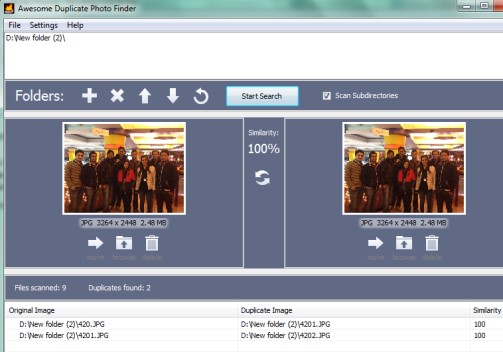 Awesome Duplicate Photo Finder
File Settings Help
D:\New folder (2)\
Folders: Start Search Scan Subdirectories
Similarity:
100%
JPG 3264 x 2448 2.48 MB JPG 3264 x 2448 2.48 MB
move browse delete move browse delete
Files scanned: 9 Duplicates found: 2
Original Image Duplicate Image Similarity
D:\New folder (2)\420.JPG D:\New folder (2)\4201.JPG 100
D:\New folder (2)\4201.JPG D:\New folder (2)\4202.JPG 100